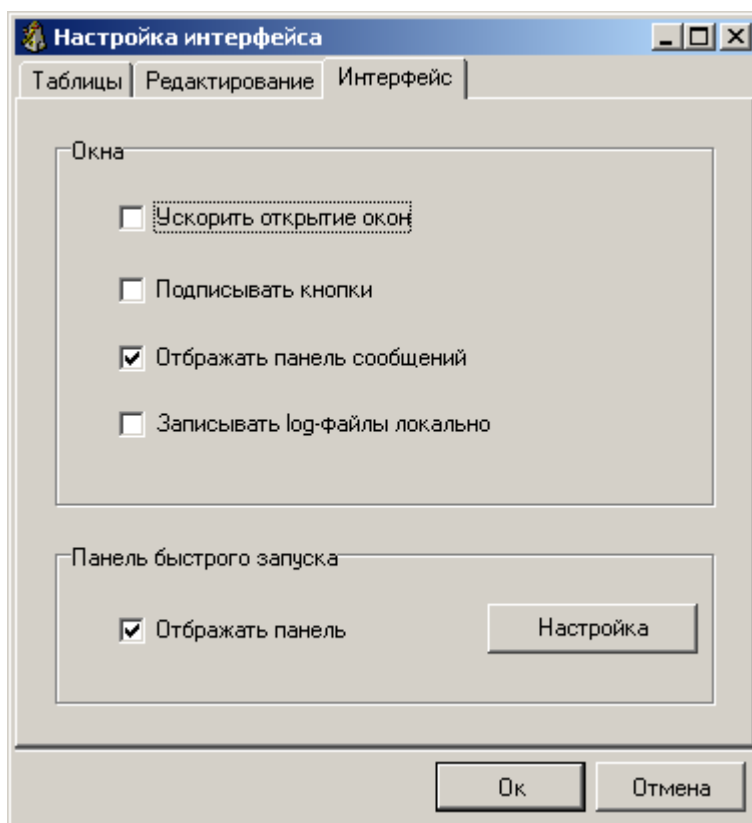 Настройка интерфейса
Таблицы Редактирование Интерфейс
Окна
Ускорить открытие окон
Подписывать кнопки
Отбражать панель сообщений
Записывать log-файлы локально
Панель быстрого запуска
Отбражать панель Настройка
Ок Отмена